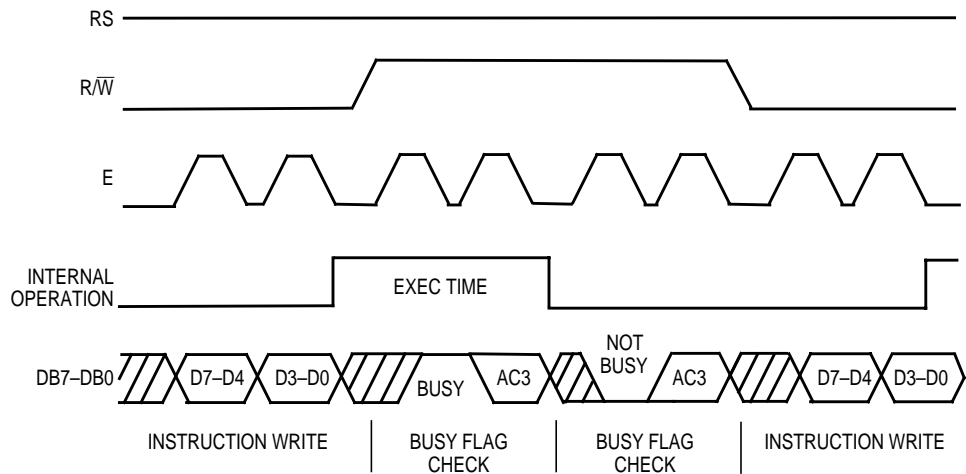 RS
R/W̅
E
INTERNAL
OPERATION
EXEC TIME
DB7–DB0
D7–D4
D3–D0
BUSY
AC3
NOT
BUSY
AC3
D7–D4
D3–D0
INSTRUCTION WRITE
BUSY FLAG
CHECK
BUSY FLAG
CHECK
INSTRUCTION WRITE